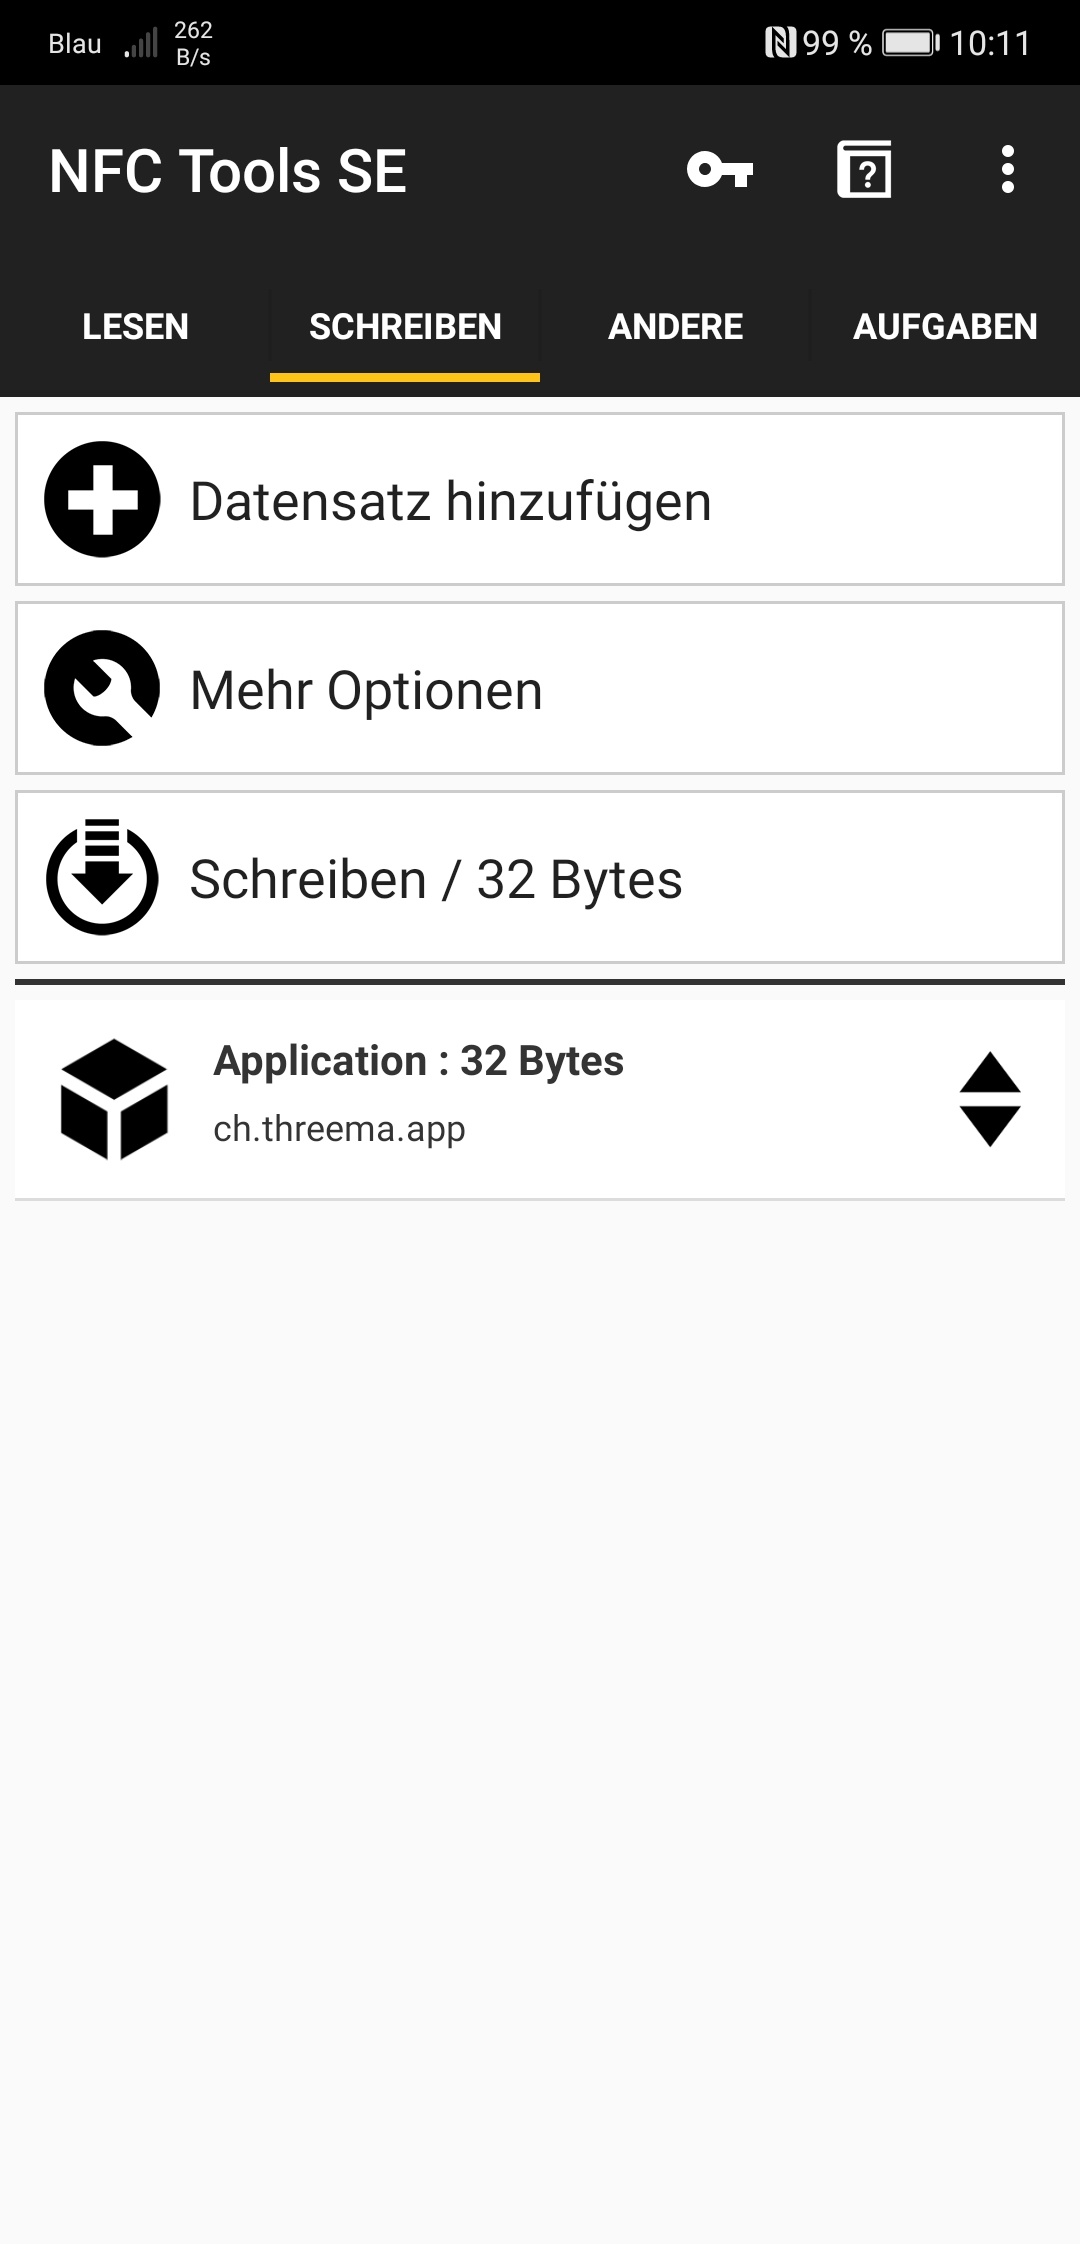 Blau 262 B/s 99 % 10:11
NFC Tools SE
LESEN SCHREIBEN ANDERE AUFGABEN
Datensatz hinzufügen
Mehr Optionen
Schreiben / 32 Bytes
Application : 32 Bytes
ch.threema.app